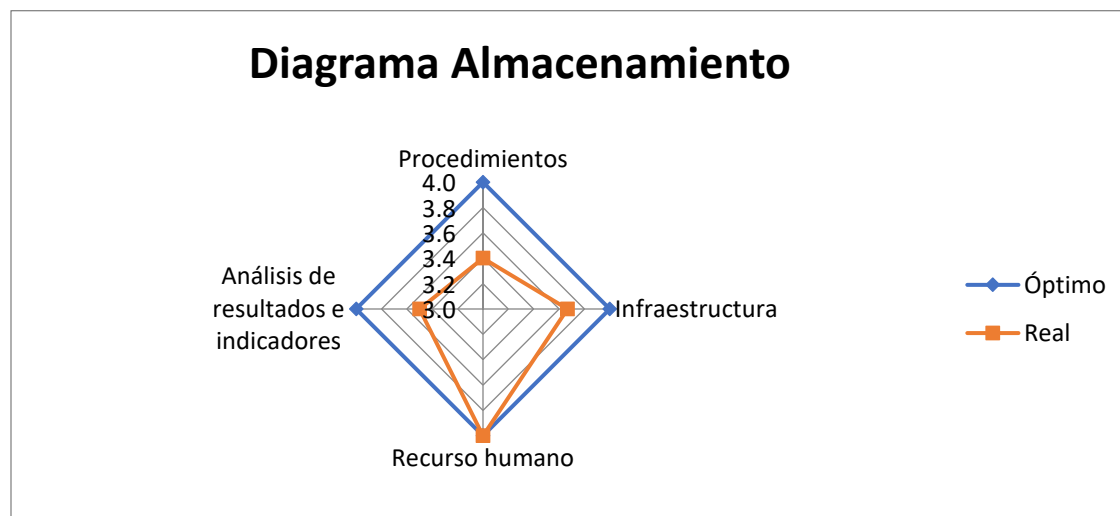 Diagrama Almacenamiento
Procedimientos
4.0
3.8
3.6
3.4
3.2
3.0
Análisis de
resultados e
indicadores
Infraestructura
Recurso humano
Óptimo
Real